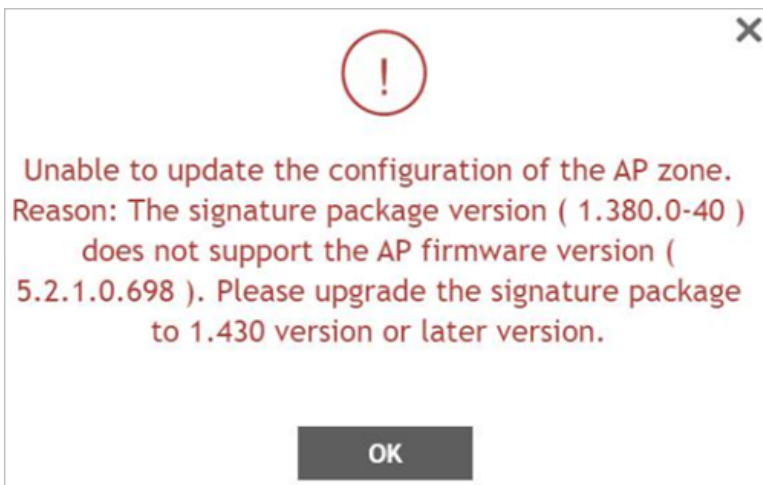 !
Unable to update the configuration of the AP zone.
Reason: The signature package version ( 1.380.0-40 )
does not support the AP firmware version (
5.2.1.0.698 ). Please upgrade the signature package
to 1.430 version or later version.
OK